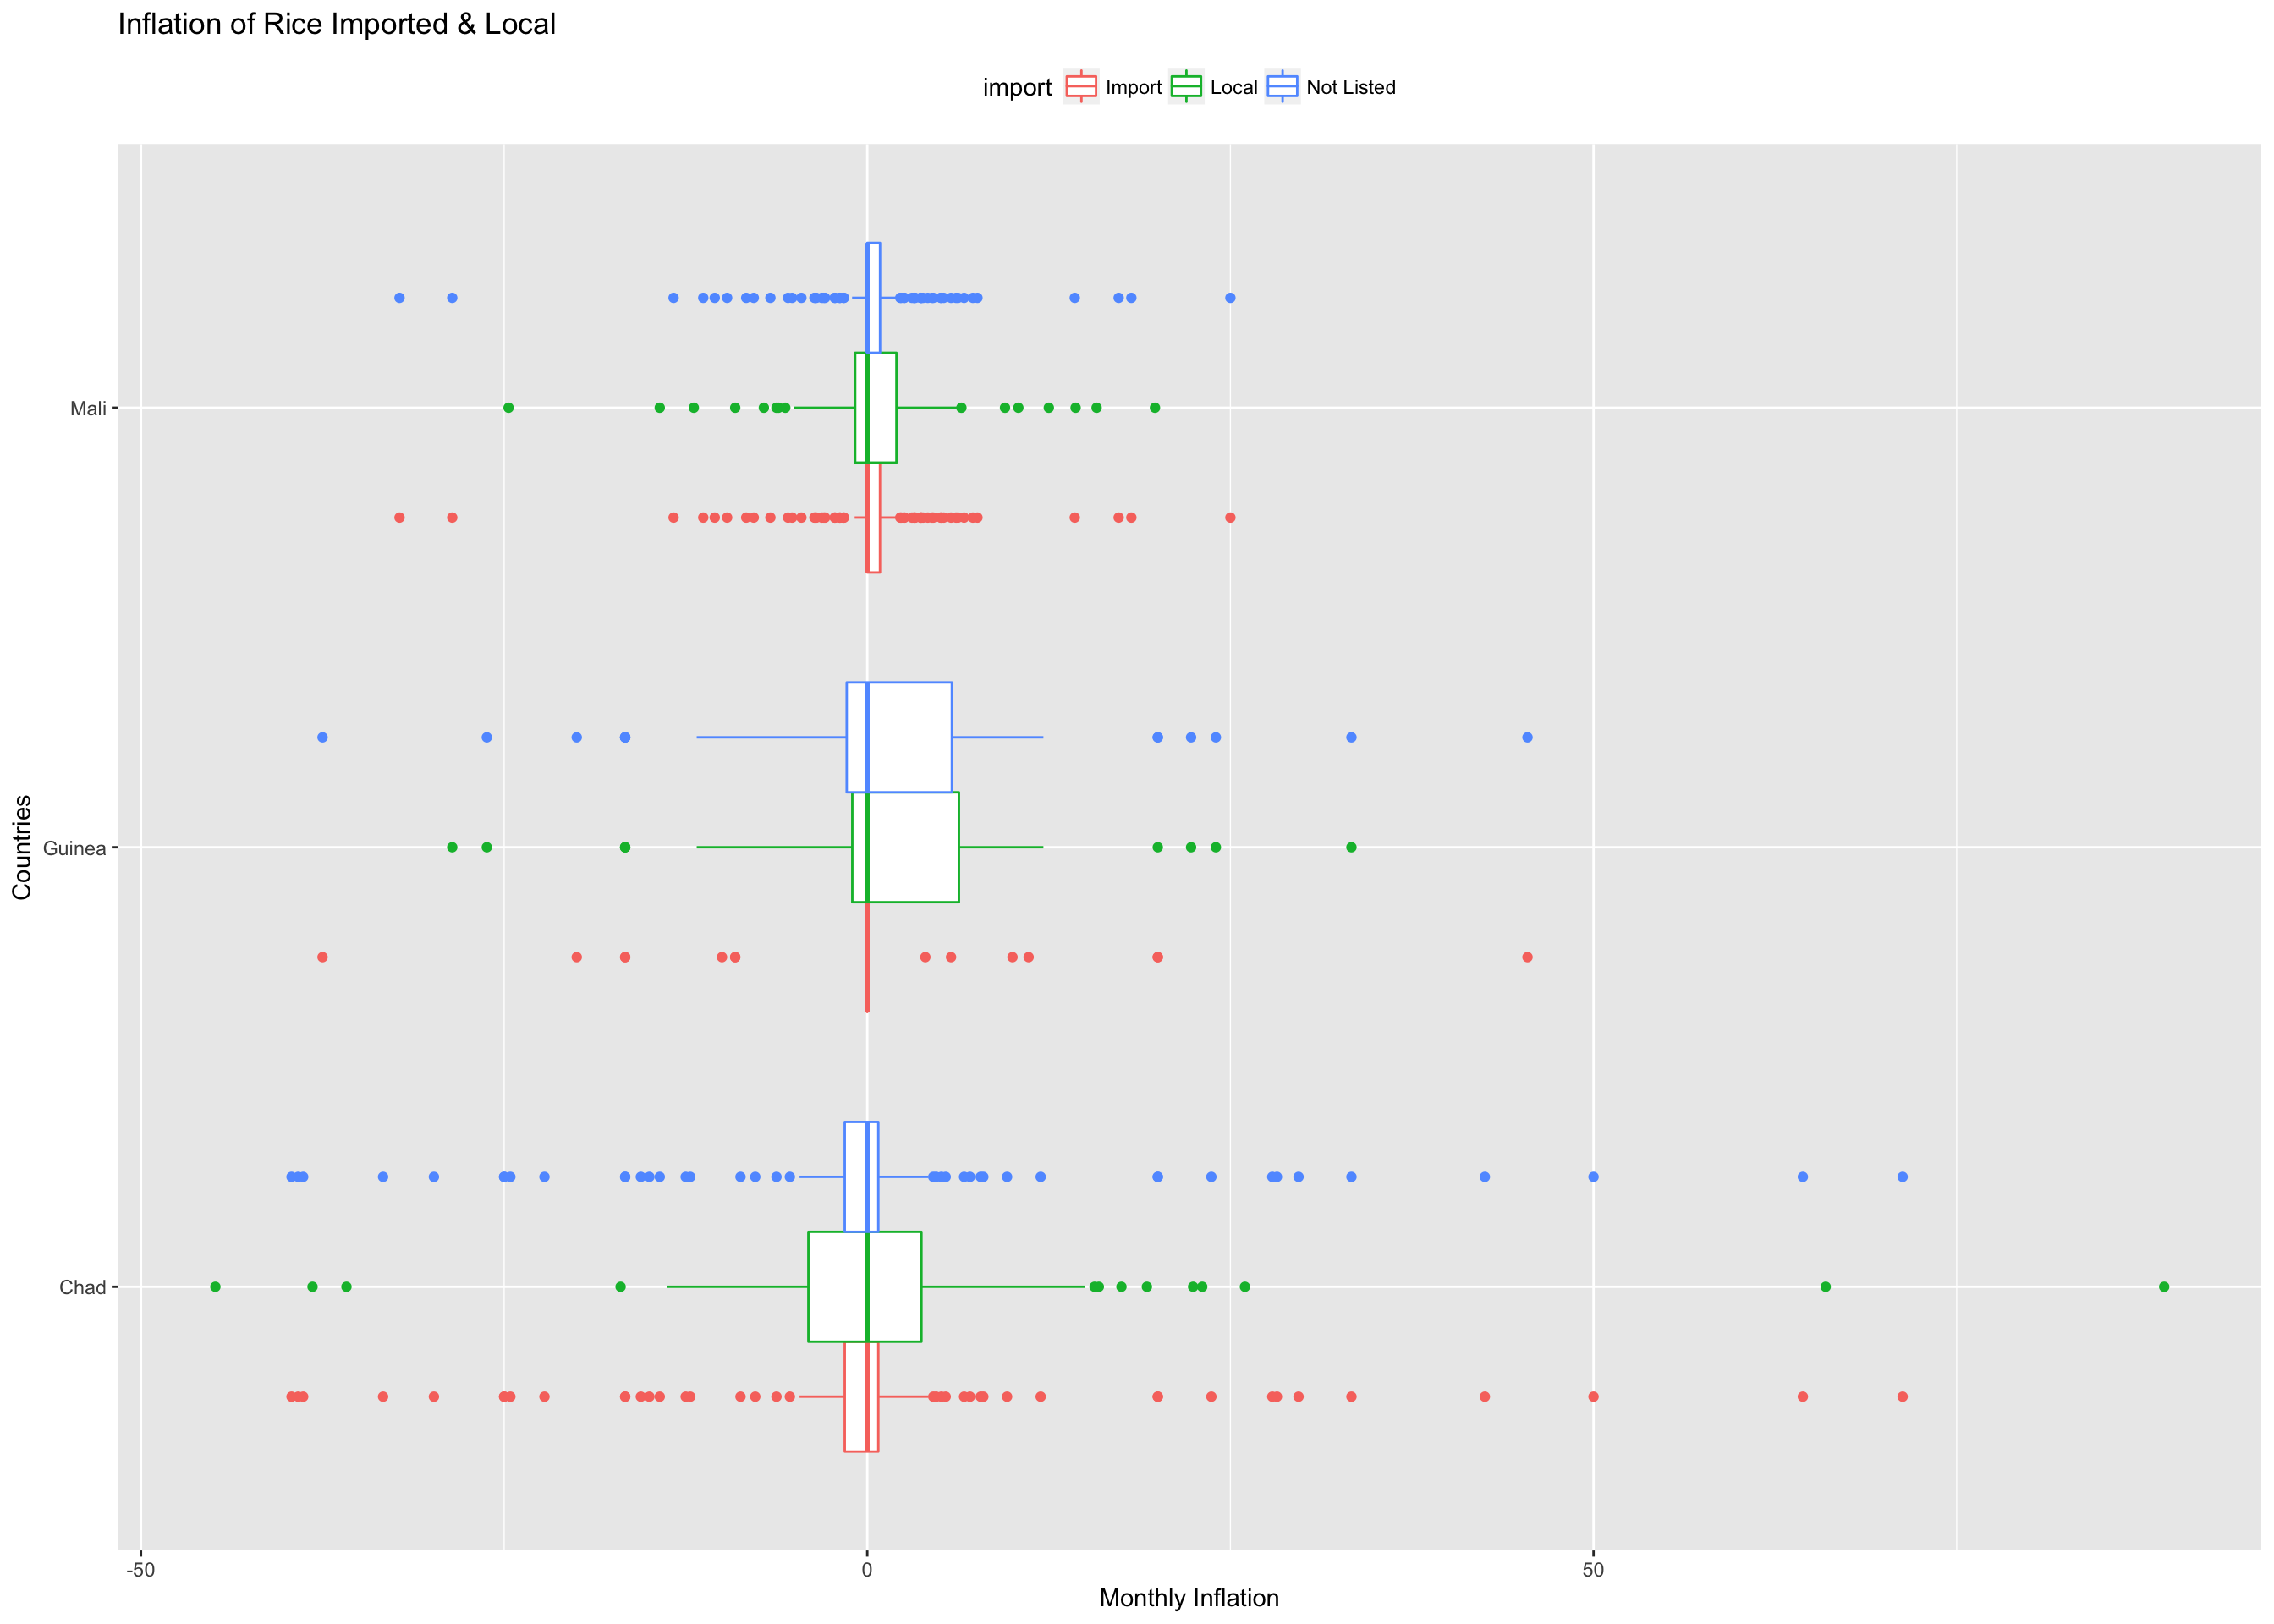 Inflation of Rice Imported & Local
import Import Local Not Listed
Mali
Guinea
Chad
Countries
-50 0 50
Monthly Inflation